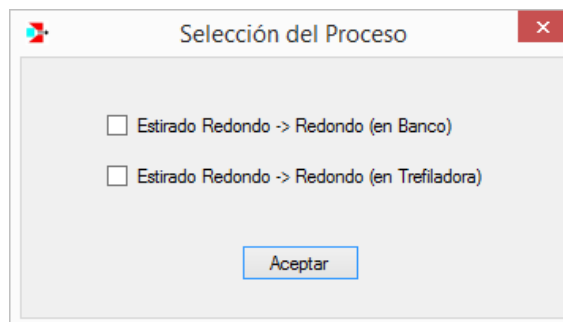 Selección del Proceso
Estirado Redondo -> Redondo (en Banco)
Estirado Redondo -> Redondo (en Trefiladora)
Aceptar